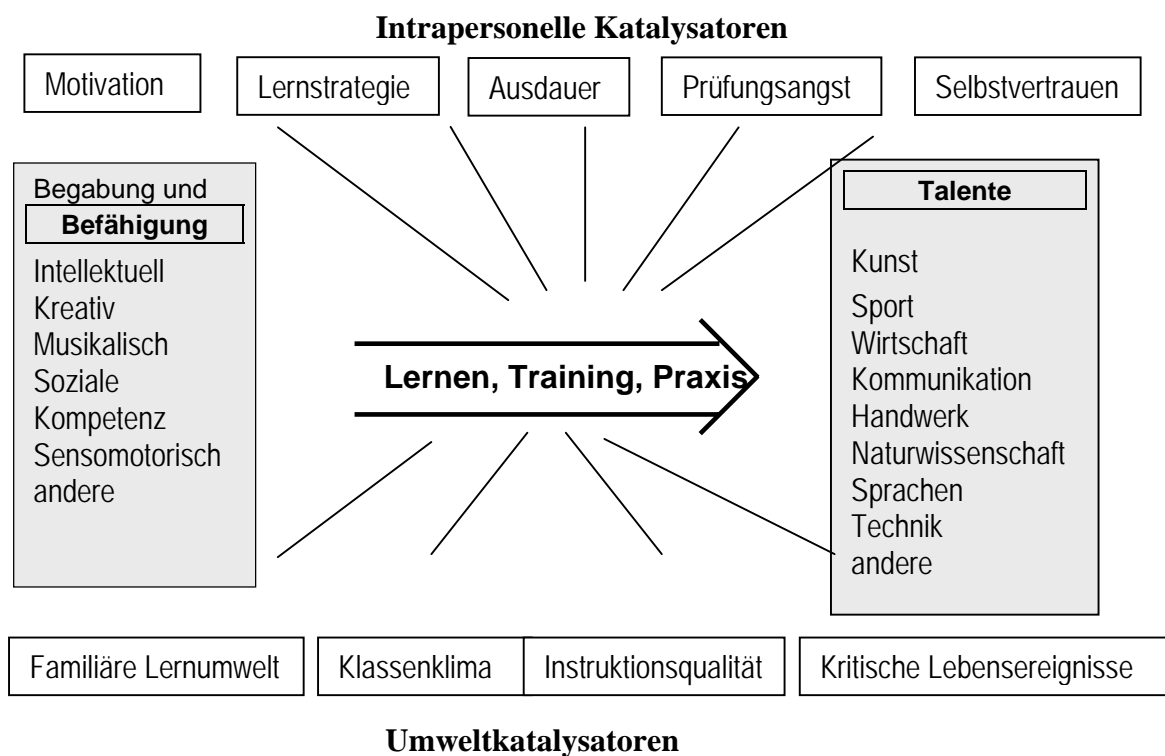 Intrapersonelle Katalysatoren
Motivation
Lernstrategie
Ausdauer
Prüfungsangst
Selbstvertrauen
Begabung und
Befähigung
Intellektuell
Kreativ
Musikalisch
Soziale
Kompetenz
Sensomotorisch
andere
Lernen, Training, Praxis
Talente
Kunst
Sport
Wirtschaft
Kommunikation
Handwerk
Naturwissenschaft
Sprachen
Technik
andere
Familiäre Lernumwelt
Klassenklima
Instruktionsqualität
Kritische Lebensereignisse
Umweltkatalysatoren